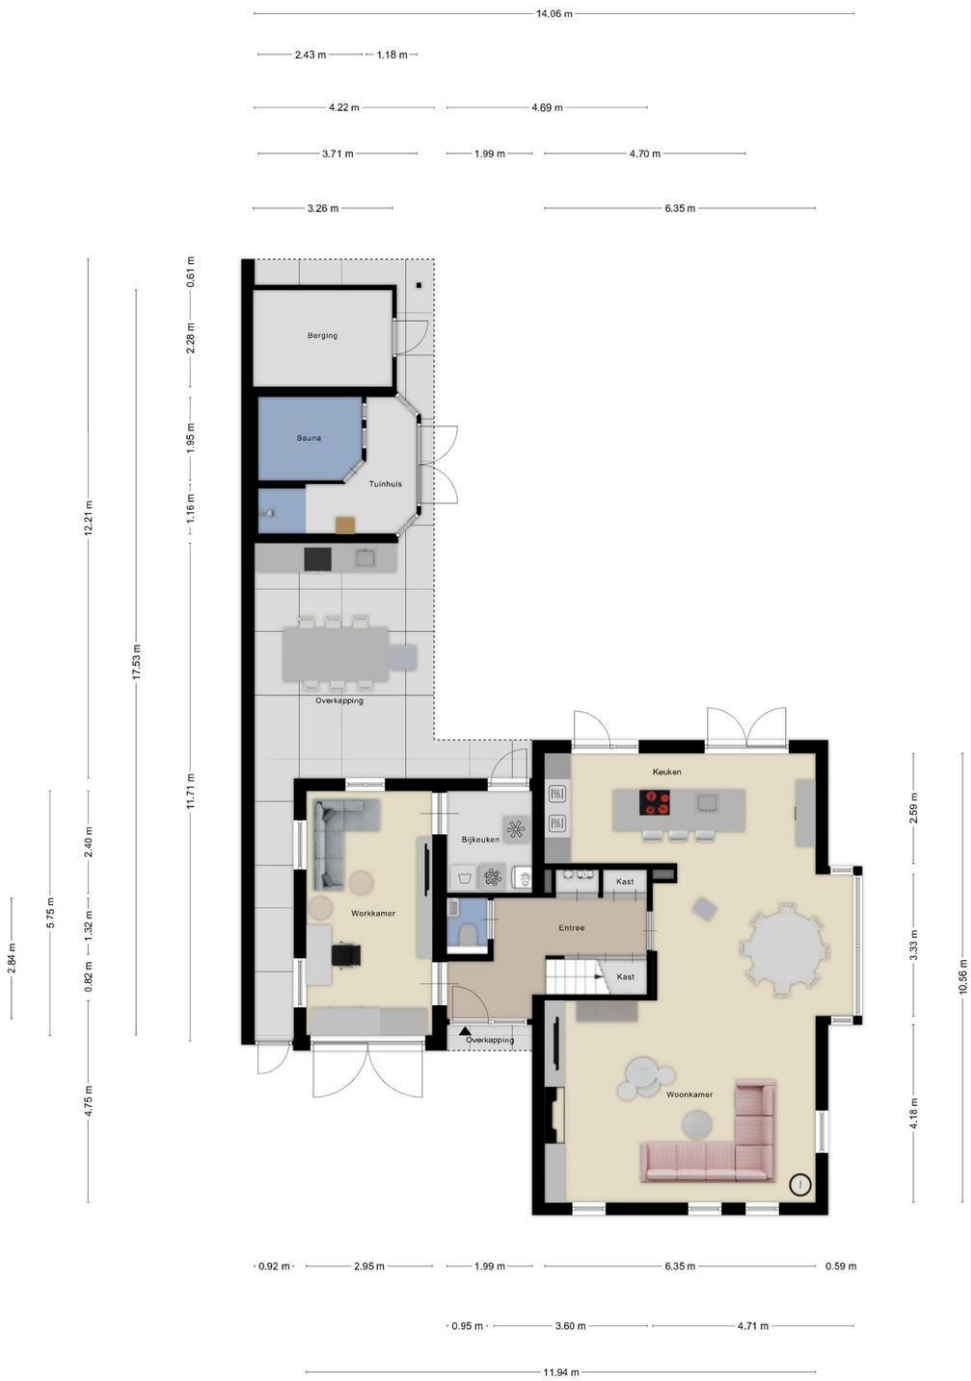 14.06 m
2.43 m
1.18 m
4.22 m
4.69 m
3.71 m
1.99 m
4.70 m
3.26 m
6.35 m
0.61 m
2.28 m
1.95 m
1.16 m
12.21 m
17.53 m
11.71 m
2.40 m
1.32 m
0.82 m
5.75 m
2.84 m
4.75 m
Berging
Sauna
Tuinhuis
Overkapping
Keuken
Bijkeuken
Kast
Werkkamer
Entree
Kast
Overkapping
Woonkamer
2.59 m
3.33 m
10.56 m
4.18 m
0.92 m
2.95 m
1.99 m
6.35 m
0.59 m
0.95 m
3.60 m
4.71 m
11.94 m